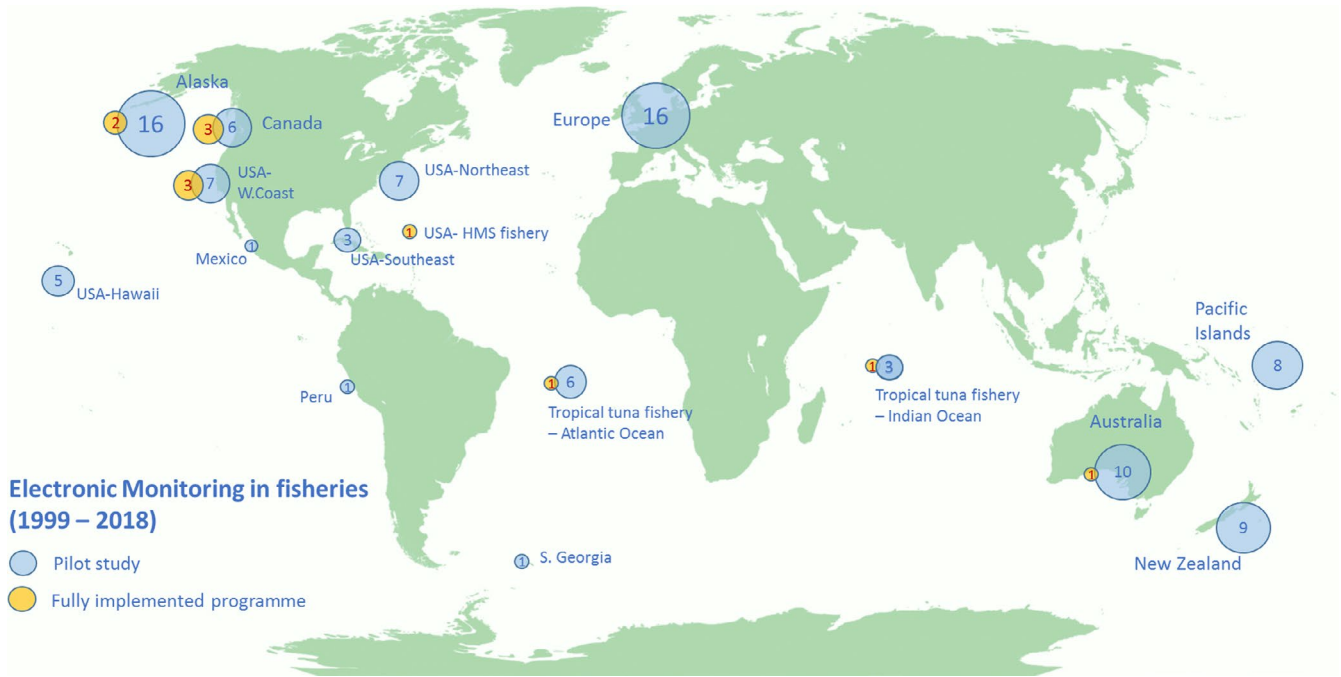 Alaska
2
16
3
6
Canada
Europe
16
3
7
USA-
W.Coast
7
USA-Northeast
1
USA- HMS fishery
3
USA-Southeast
1
Mexico
5
USA-Hawaii
Pacific
Islands
8
1
Peru
1
6
Tropical tuna fishery
– Atlantic Ocean
1
3
Tropical tuna fishery
– Indian Ocean
Australia
1
10
9
New Zealand
Electronic Monitoring in fisheries
(1999 – 2018)
Pilot study
Fully implemented programme
1
S. Georgia